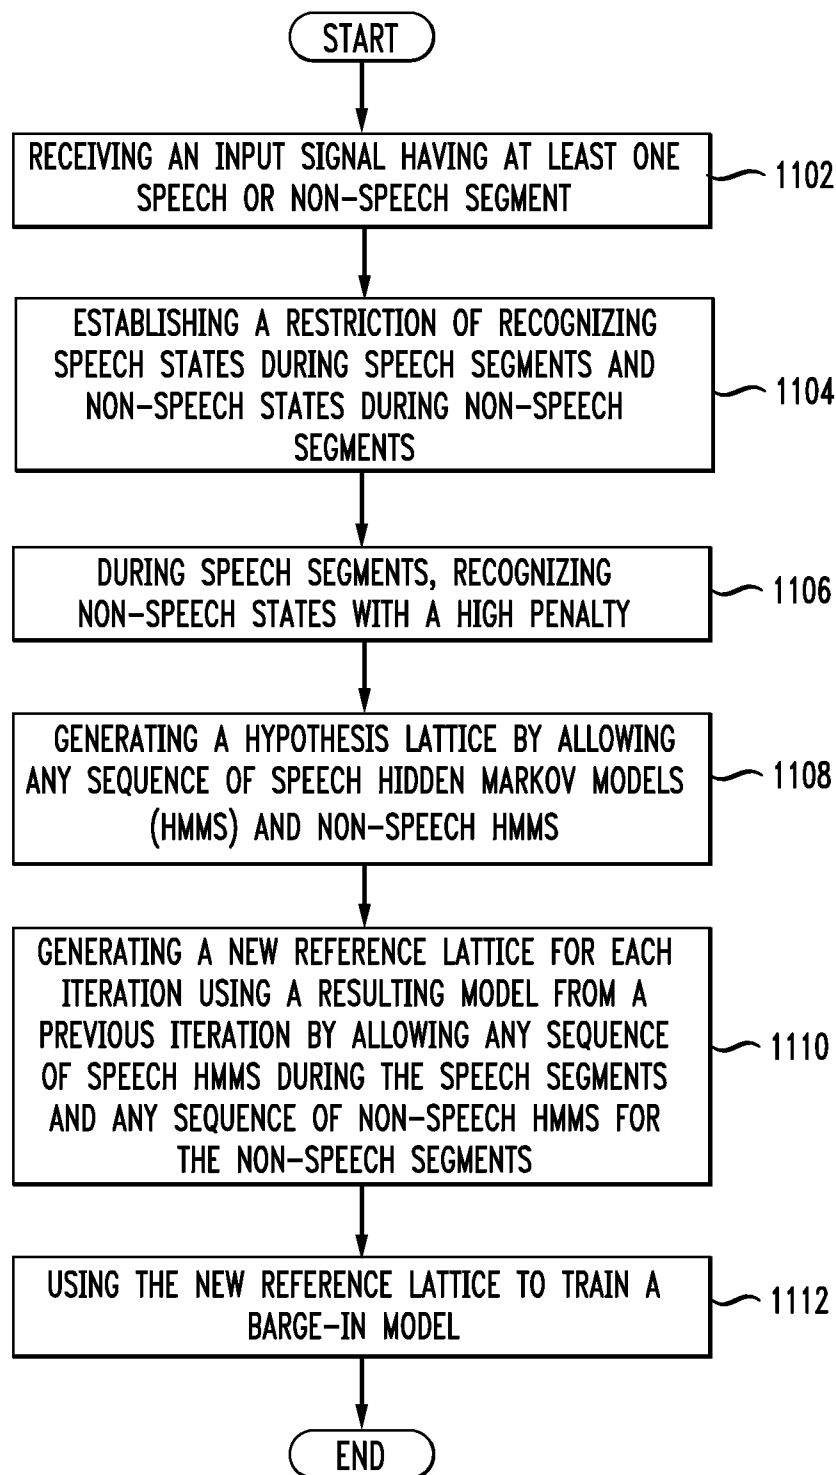 START
RECEIVING AN INPUT SIGNAL HAVING AT LEAST ONE
SPEECH OR NON-SPEECH SEGMENT
1102
ESTABLISHING A RESTRICTION OF RECOGNIZING
SPEECH STATES DURING SPEECH SEGMENTS AND
NON-SPEECH STATES DURING NON-SPEECH
SEGMENTS
1104
DURING SPEECH SEGMENTS, RECOGNIZING
NON-SPEECH STATES WITH A HIGH PENALTY
1106
GENERATING A HYPOTHESIS LATTICE BY ALLOWING
ANY SEQUENCE OF SPEECH HIDDEN MARKOV MODELS
(HMMS) AND NON-SPEECH HMMS
1108
GENERATING A NEW REFERENCE LATTICE FOR EACH
ITERATION USING A RESULTING MODEL FROM A
PREVIOUS ITERATION BY ALLOWING ANY SEQUENCE
OF SPEECH HMMS DURING THE SPEECH SEGMENTS
AND ANY SEQUENCE OF NON-SPEECH HMMS FOR
THE NON-SPEECH SEGMENTS
1110
USING THE NEW REFERENCE LATTICE TO TRAIN A
BARGE-IN MODEL
1112
END